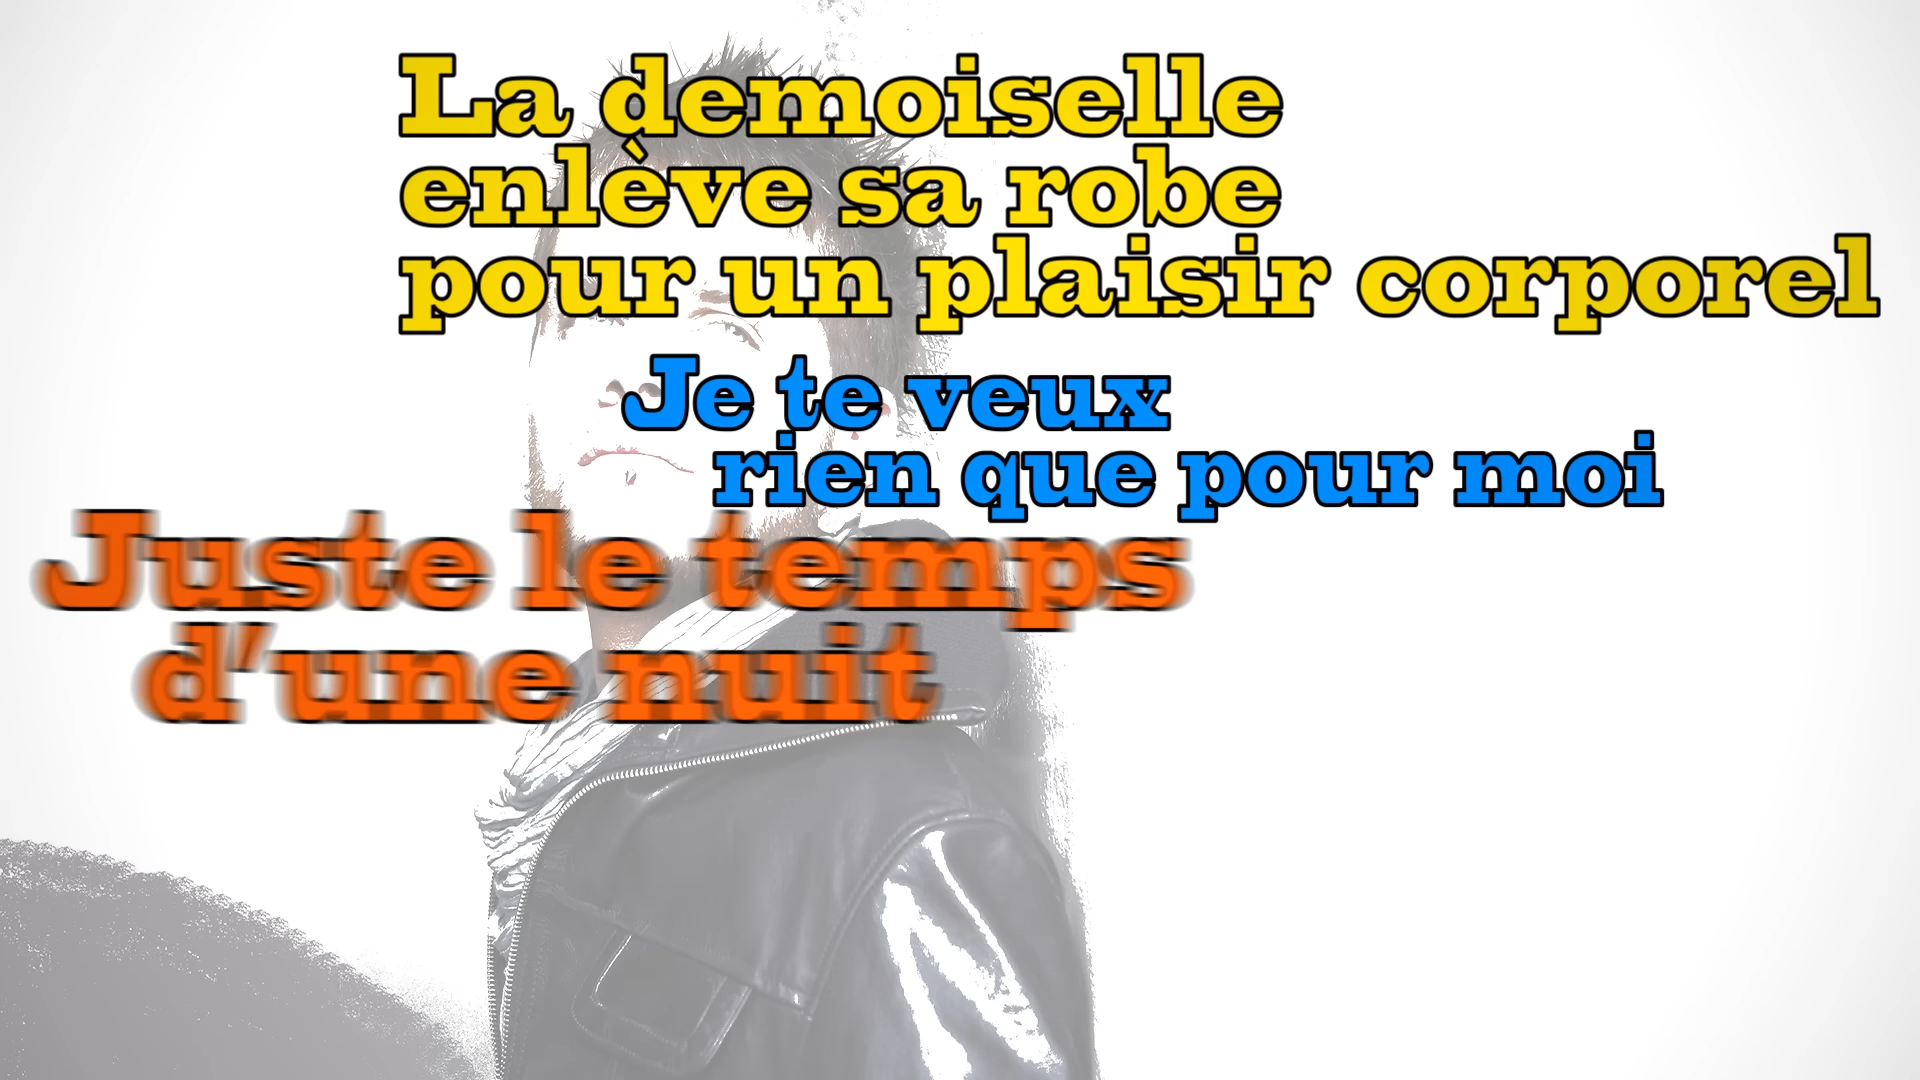 La demoiselle
enlève sa robe
pour un plaisir corporel
Je te veux
rien que pour moi
Juste le temps
d'une nuit